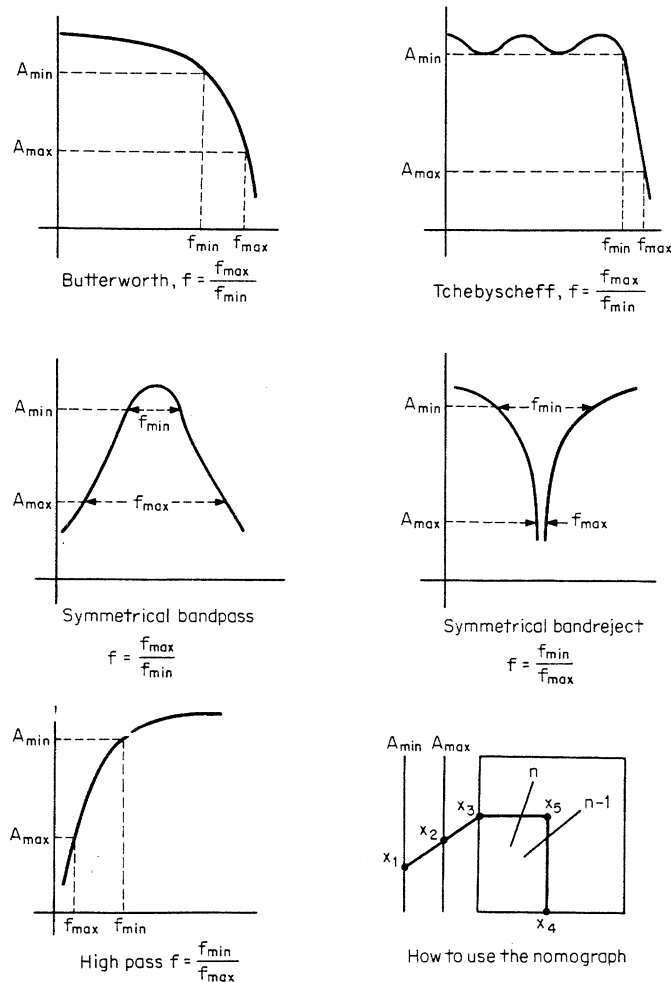 A_min
A_max
f_min f_max
Butterworth, f = f_max / f_min
A_min
A_max
f_min f_max
Tchebyscheff, f = f_max / f_min
A_min
f_min
A_max
f_max
Symmetrical bandpass
f = f_max / f_min
A_min
f_min
A_max
f_max
Symmetrical bandreject
f = f_min / f_max
A_min
A_max
f_max f_min
High pass f = f_min / f_max
A_min A_max
n
n-1
x_3 x_5
x_2
x_1
x_4
How to use the nomograph